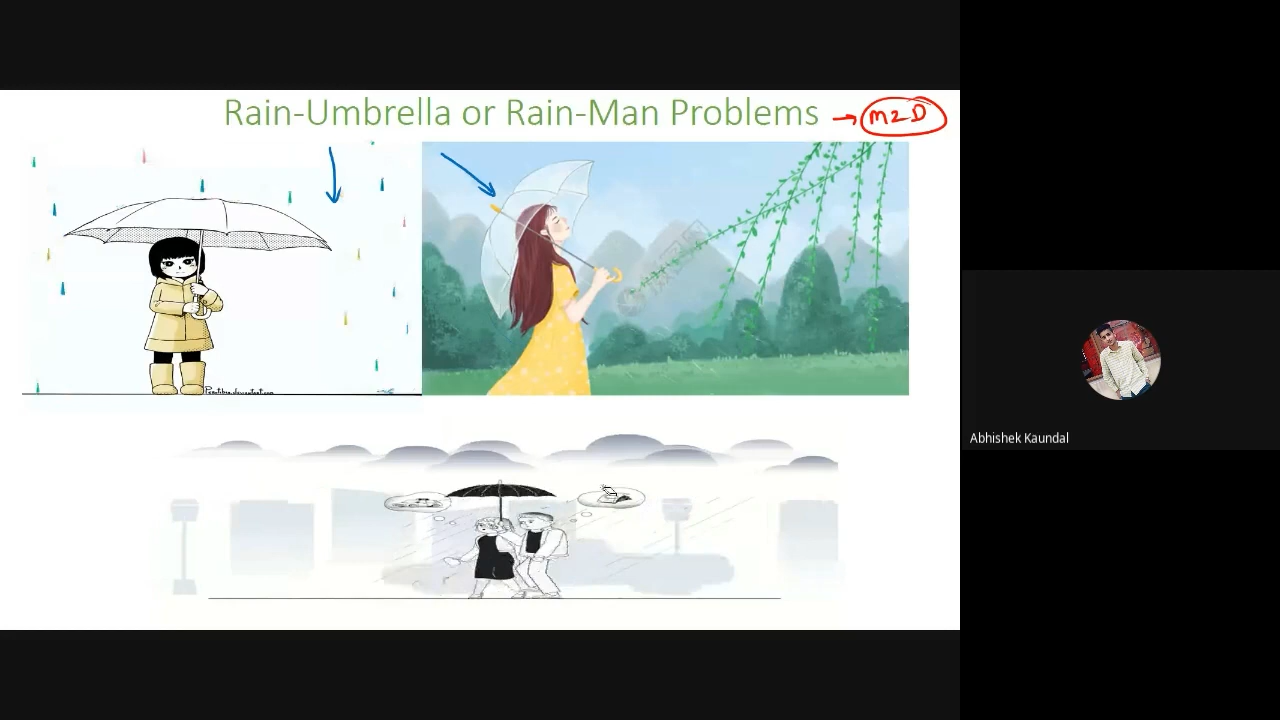 Rain-Umbrella or Rain-Man Problems → M2D
Abhishek Kaundal